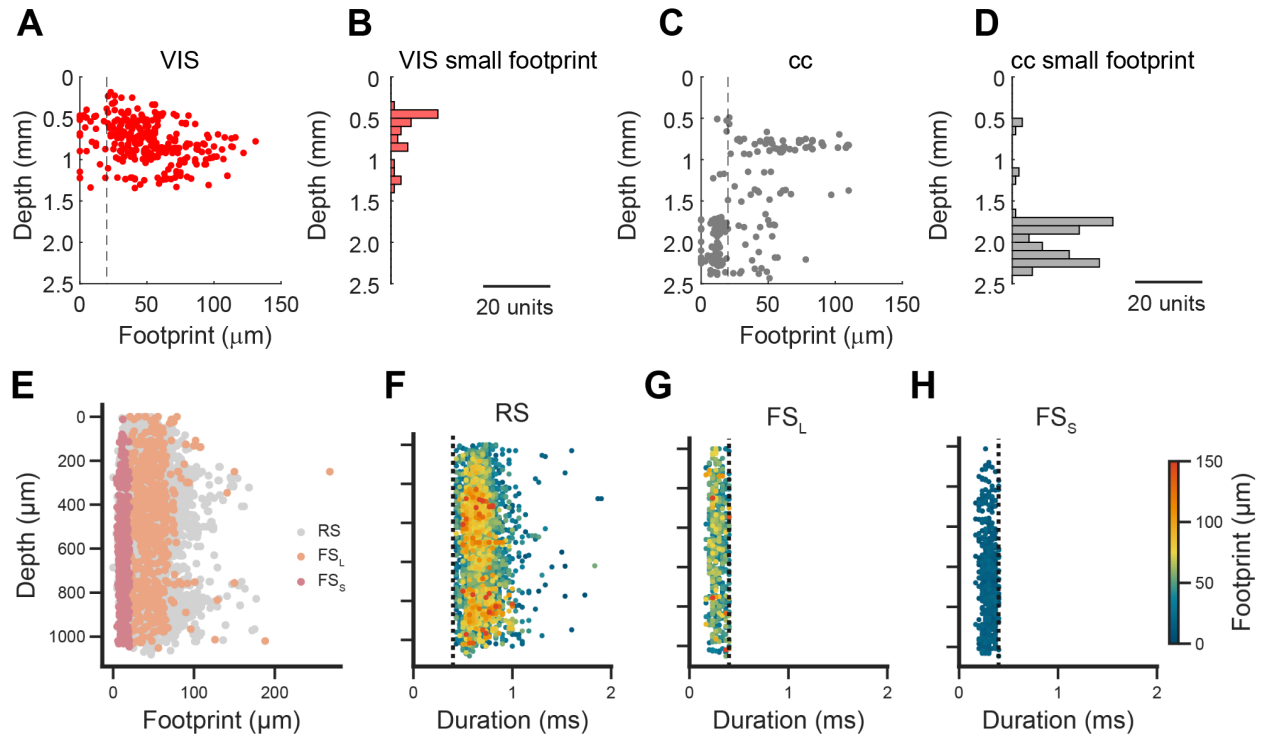 A
B
C
D
VIS
VIS small footprint
cc
cc small footprint
0
0.5
1
1.5
2.0
2.5
Depth (mm)
0
50
100
150
Footprint (μm)
0
0.5
1
1.5
2.0
2.5
Depth (mm)
20 units
0
0.5
1
1.5
2.0
2.5
Depth (mm)
0
50
100
150
Footprint (μm)
0
0.5
1
1.5
2.0
2.5
Depth (mm)
20 units
E
F
G
H
0
200
400
600
800
1000
Depth (μm)
0
100
200
Footprint (μm)
RS
FSL
FSS
RS
0
1
2
Duration (ms)
FSL
0
1
2
Duration (ms)
FSS
0
1
2
Duration (ms)
150
100
50
0
Footprint (μm)